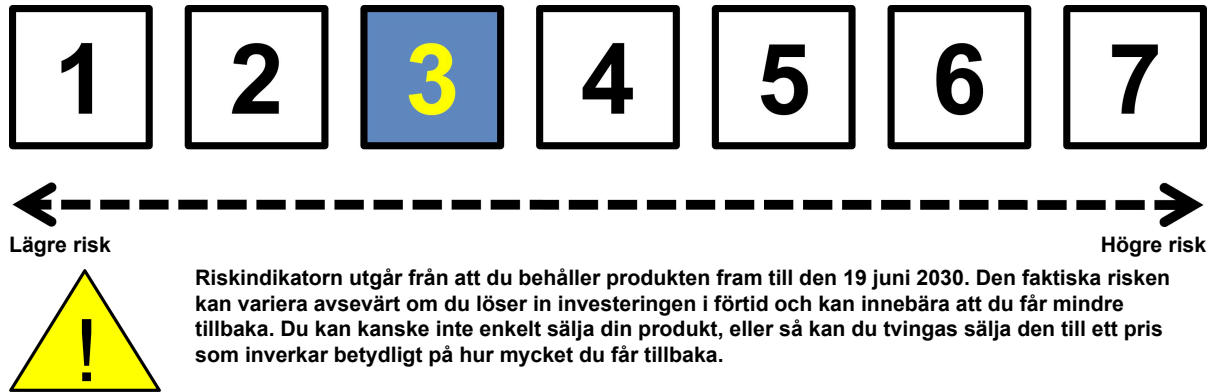 1 2 3 4 5 6 7
Lägre risk Högre risk
Riskindikatorn utgår från att du behåller produkten fram till den 19 juni 2030. Den faktiska risken
kan variera avsevärt om du löser in investeringen i förtid och kan innebära att du får mindre
tillbaka. Du kan kanske inte enkelt sälja din produkt, eller så kan du tvingas sälja den till ett pris
som inverkar betydligt på hur mycket du får tillbaka.
!